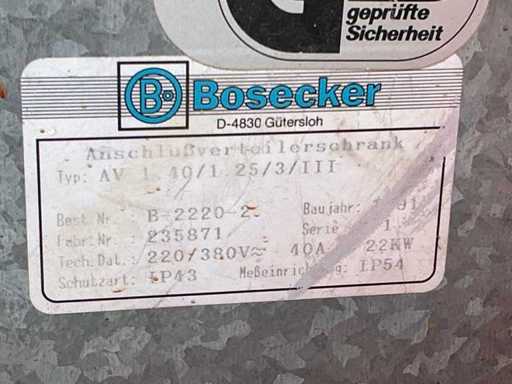 geprüfte
Sicherheit
B Bosecker
D-4830 Gütersloh
Anschlußverteilerschrank
Typ: AV 1 40/1 25/3/III
Best.Nr. B-2220-2 Baujahr:
Fabr.Nr: 235871 Serie 1
Tech.Dat.: 220/380V≈ 40A 22KW
Schutzart: IP43 Meßeinrichtung: IP54